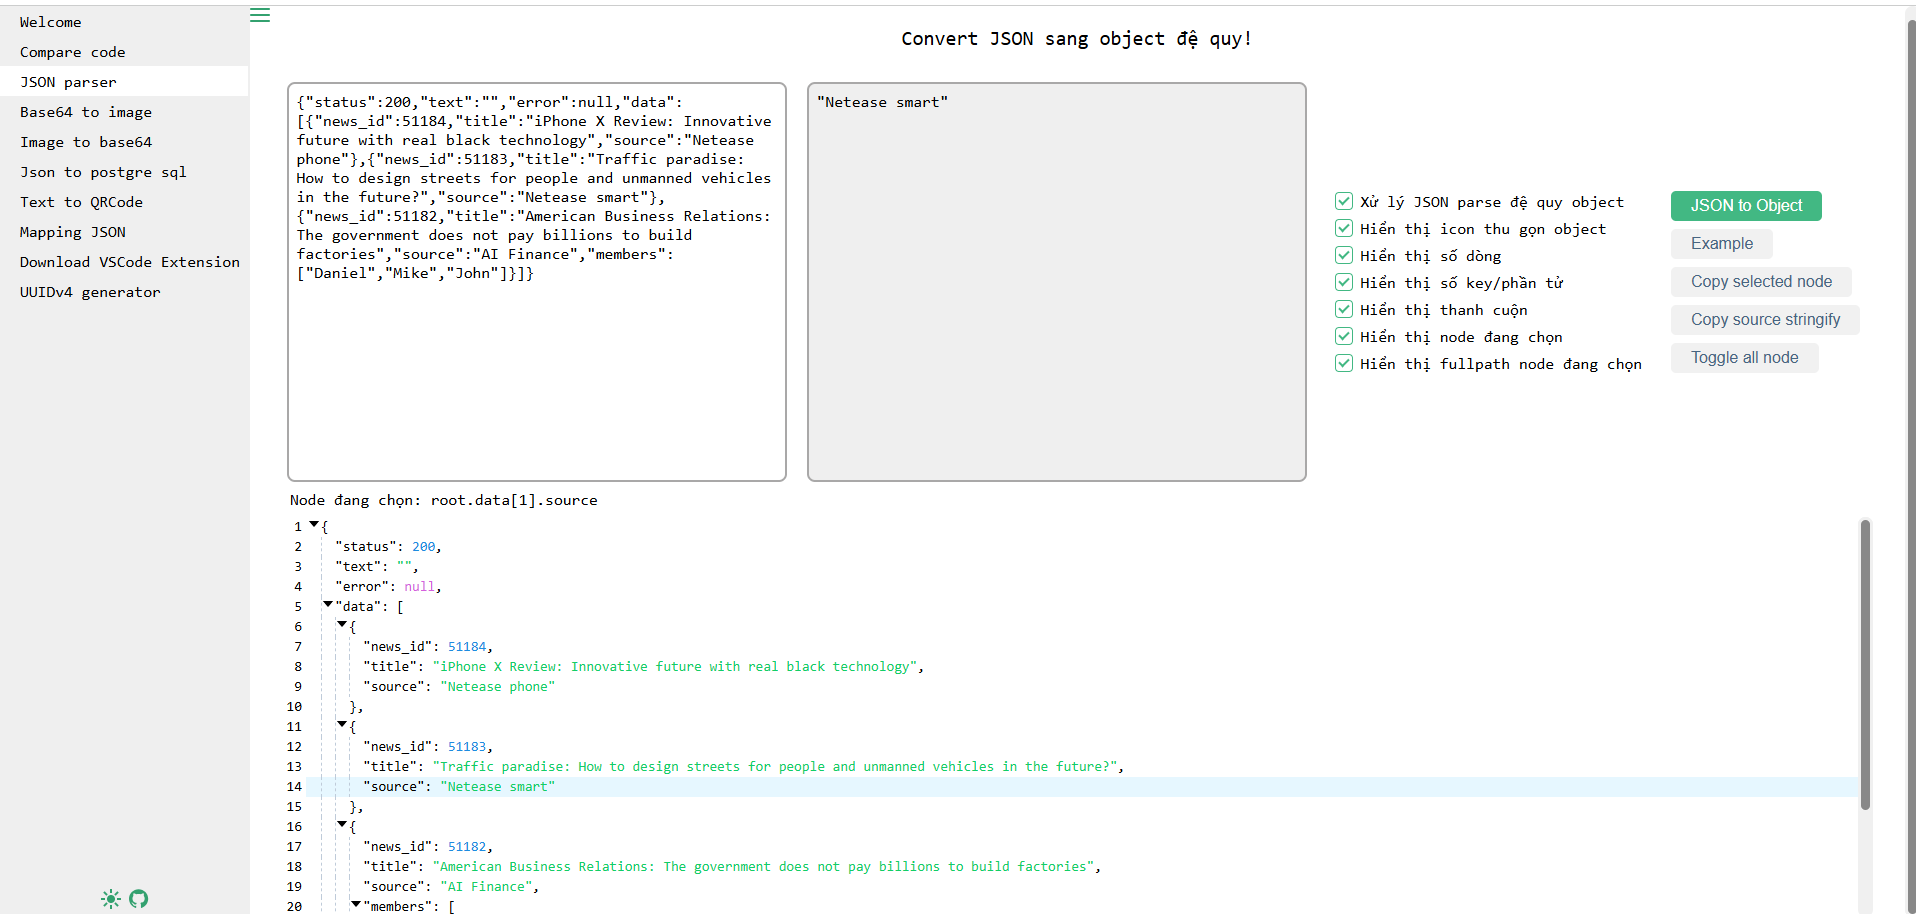 Welcome
Compare code
JSON parser
Base64 to image
Image to base64
Json to postgre sql
Text to QRCode
Mapping JSON
Download VSCode Extension
UUIDv4 generator
Convert JSON sang object đệ quy!
{"status":200,"text":"","error":null,"data":
[{"news_id":51184,"title":"iPhone X Review: Innovative
future with real black technology","source":"Netease
phone"},{"news_id":51183,"title":"Traffic paradise:
How to design streets for people and unmanned vehicles
in the future?","source":"Netease smart"},
{"news_id":51182,"title":"American Business Relations:
The government does not pay billions to build
factories","source":"AI Finance","members":
["Daniel","Mike","John"]}]}
"Netease smart"
Xử lý JSON parse đệ quy object
Hiển thị icon thu gọn object
Hiển thị số dòng
Hiển thị số key/phần tử
Hiển thị thanh cuộn
Hiển thị node đang chọn
Hiển thị fullpath node đang chọn
JSON to Object
Example
Copy selected node
Copy source stringify
Toggle all node
Node đang chọn: root.data[1].source
1 {
2 "status": 200,
3 "text": "",
4 "error": null,
5 "data": [
6 {
7 "news_id": 51184,
8 "title": "iPhone X Review: Innovative future with real black technology",
9 "source": "Netease phone"
10 },
11 {
12 "news_id": 51183,
13 "title": "Traffic paradise: How to design streets for people and unmanned vehicles in the future?",
14 "source": "Netease smart"
15 },
16 {
17 "news_id": 51182,
18 "title": "American Business Relations: The government does not pay billions to build factories",
19 "source": "AI Finance",
20 "members": [